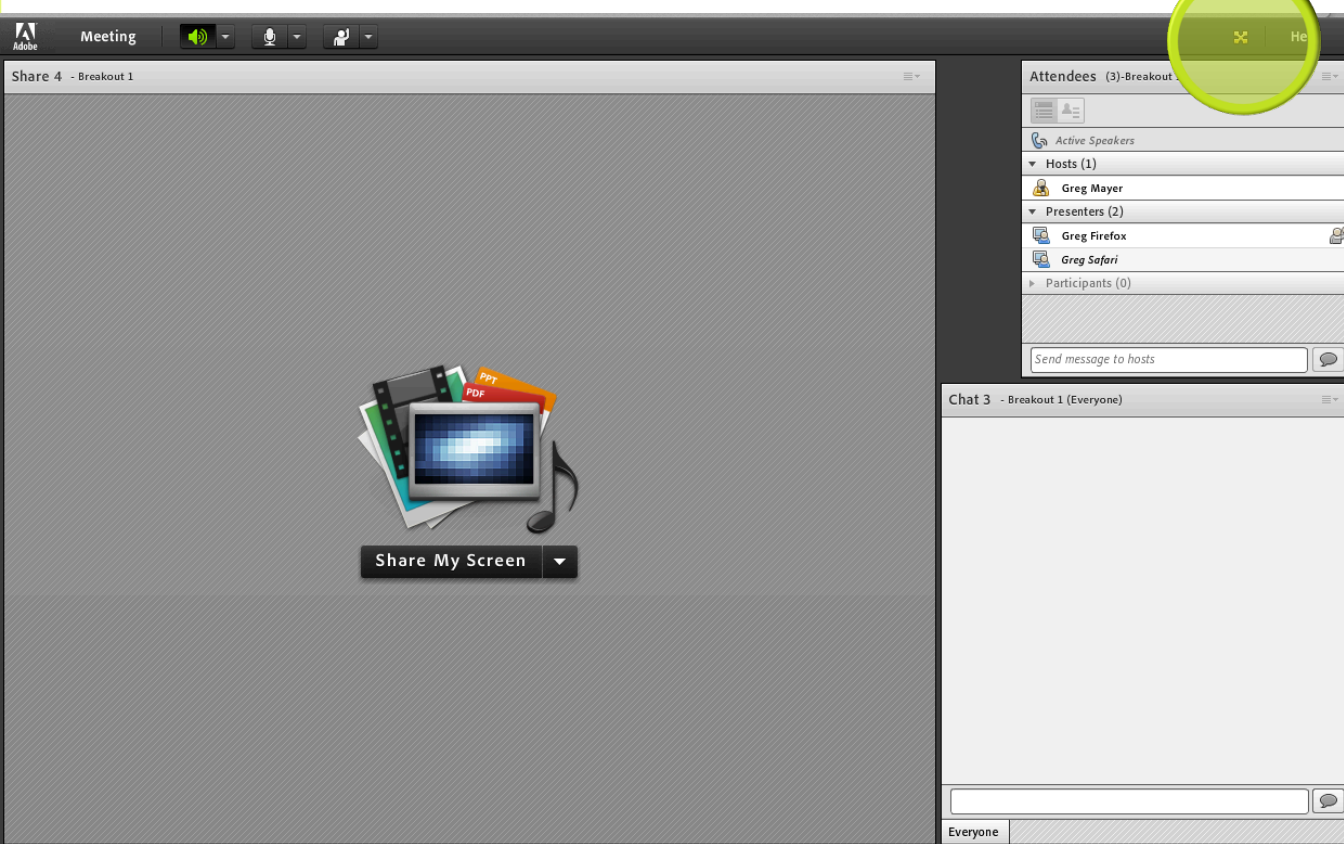 Adobe
Meeting
He
Share 4 - Breakout 1
Attendees (3)-Breakout
Active Speakers
Hosts (1)
Greg Mayer
Presenters (2)
Greg Firefox
Greg Safari
Participants (0)
Send message to hosts
PPT
PDF
Share My Screen
Chat 3 - Breakout 1 (Everyone)
Everyone